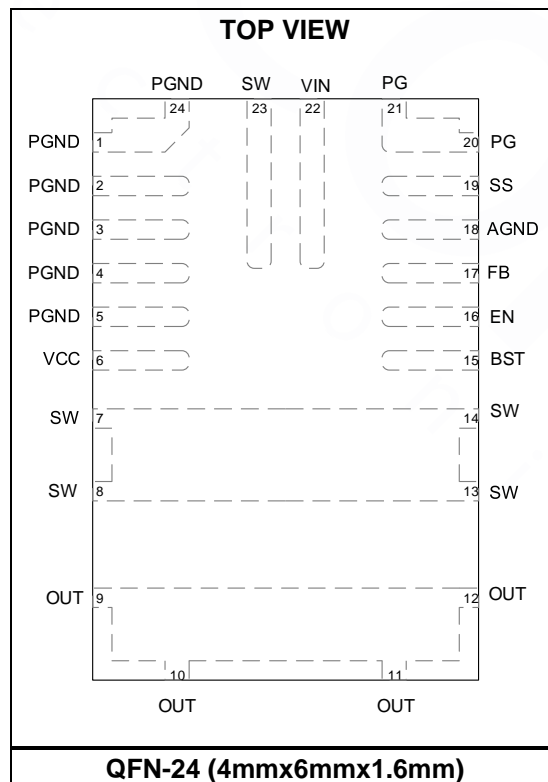 TOP VIEW
PGND SW VIN PG
24 23 22 21
PGND 1 20 PG
PGND 2 19 SS
PGND 3 18 AGND
PGND 4 17 FB
PGND 5 16 EN
VCC 6 15 BST
SW 7 14 SW
SW 8 13 SW
OUT 9 12 OUT
10 11
OUT OUT
QFN-24 (4mmx6mmx1.6mm)